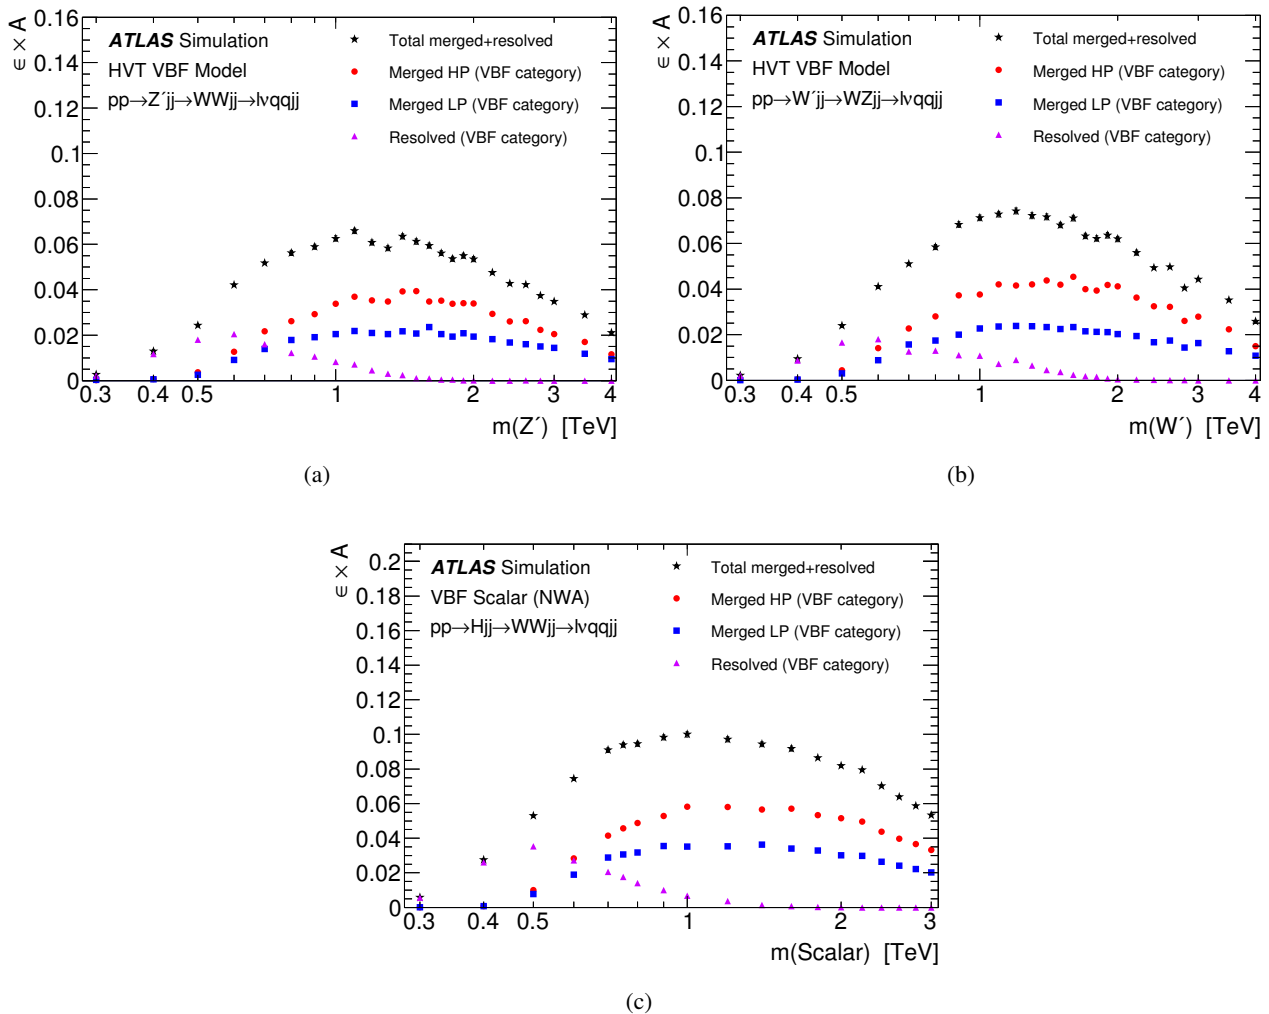 ∈ × A
0.16
0.14
0.12
0.1
0.08
0.06
0.04
0.02
0
ATLAS Simulation
HVT VBF Model
pp→Z´jj→WWjj→lνqqjj
Total merged+resolved
Merged HP (VBF category)
Merged LP (VBF category)
Resolved (VBF category)
0.3 0.4 0.5 1 2 3 4
m(Z´) [TeV]
(a)
∈ × A
0.16
0.14
0.12
0.1
0.08
0.06
0.04
0.02
0
ATLAS Simulation
HVT VBF Model
pp→W´jj→WZjj→lνqqjj
Total merged+resolved
Merged HP (VBF category)
Merged LP (VBF category)
Resolved (VBF category)
0.3 0.4 0.5 1 2 3 4
m(W´) [TeV]
(b)
∈ × A
0.2
0.18
0.16
0.14
0.12
0.1
0.08
0.06
0.04
0.02
0
ATLAS Simulation
VBF Scalar (NWA)
pp→Hjj→WWjj→lνqqjj
Total merged+resolved
Merged HP (VBF category)
Merged LP (VBF category)
Resolved (VBF category)
0.3 0.4 0.5 1 2 3
m(Scalar) [TeV]
(c)